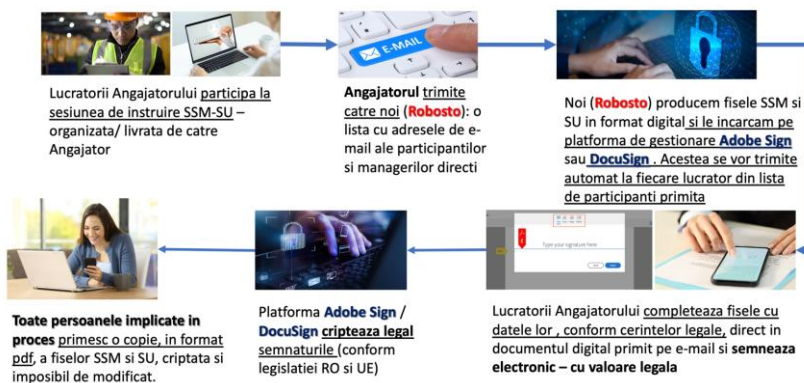 Lucratorii Angajatorului participa la
sesiunea de instruire SSM-SU –
organizata/ livrata de catre
Angajator
E-MAIL
Angajatorul trimite
catre noi (Robosto): o
lista cu adresele de e-
mail ale participantilor
si managerilor directi
Noi (Robosto) producem fisele SSM si
SU in format digital si le incarcam pe
platforma de gestionare Adobe Sign
sau DocuSign . Acestea se vor trimite
automat la fiecare lucrator din lista
de participanti primita
Type your signature here
Lucratorii Angajatorului completeaza fisele cu
datele lor , conform cerintelor legale, direct in
documentul digital primit pe e-mail si semneaza
electronic – cu valoare legala
Platforma Adobe Sign /
DocuSign cripteaza legal
semnaturile (conform
legislatiei RO si UE)
Toate persoanele implicate in
proces primesc o copie, in format
pdf, a fiselor SSM si SU, criptata si
imposibil de modificat.